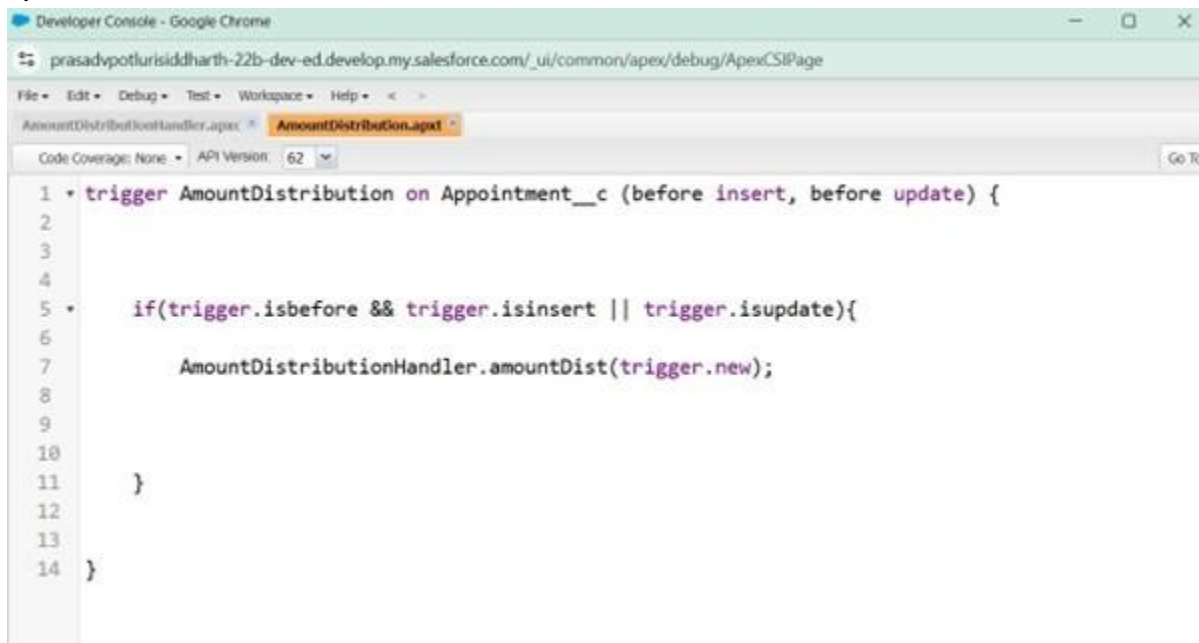 Developer Console - Google Chrome
prasadvpotlurisiddharth-22b-dev-ed.develop.my.salesforce.com/_ui/common/apex/debug/ApexCSIPage
File Edit Debug Test Workspace Help < >
AmountDistributionHandler.apxc AmountDistribution.apxt
Code Coverage: None API Version: 62 Go To
1 trigger AmountDistribution on Appointment__c (before insert, before update) {
2
3
4
5 if(trigger.isbefore && trigger.isinsert || trigger.isupdate){
6
7 AmountDistributionHandler.amountDist(trigger.new);
8
9
10
11 }
12
13
14 }